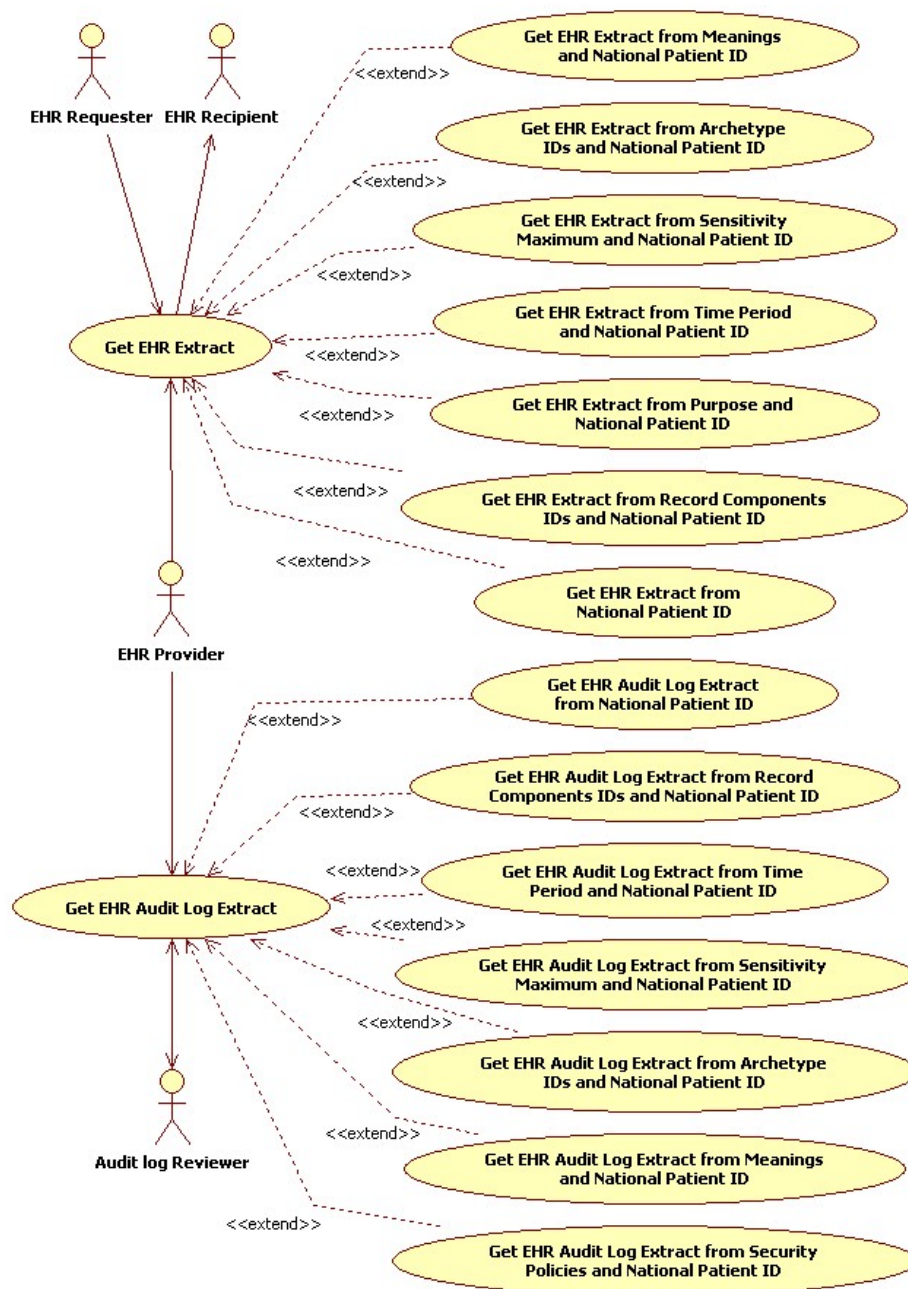 Get EHR Extract from Meanings
and National Patient ID
<<extend>>
EHR Requester
EHR Recipient
Get EHR Extract from Archetype
IDs and National Patient ID
<<extend>>
Get EHR Extract from Sensitivity
Maximum and National Patient ID
<<extend>>
Get EHR Extract from Time Period
and National Patient ID
Get EHR Extract
<<extend>>
Get EHR Extract from Purpose and
National Patient ID
<<extend>>
Get EHR Extract from Record Components
IDs and National Patient ID
<<extend>>
<<extend>>
Get EHR Extract from
National Patient ID
EHR Provider
Get EHR Audit Log Extract
from National Patient ID
<<extend>>
Get EHR Audit Log Extract from Record
Components IDs and National Patient ID
<<extend>>
Get EHR Audit Log Extract from Time
Period and National Patient ID
<<extend>>
Get EHR Audit Log Extract
<<extend>>
Get EHR Audit Log Extract from Sensitivity
Maximum and National Patient ID
<<extend>>
Get EHR Audit Log Extract from Archetype
IDs and National Patient ID
<<extend>>
Audit log Reviewer
Get EHR Audit Log Extract from Meanings
and National Patient ID
<<extend>>
Get EHR Audit Log Extract from Security
Policies and National Patient ID